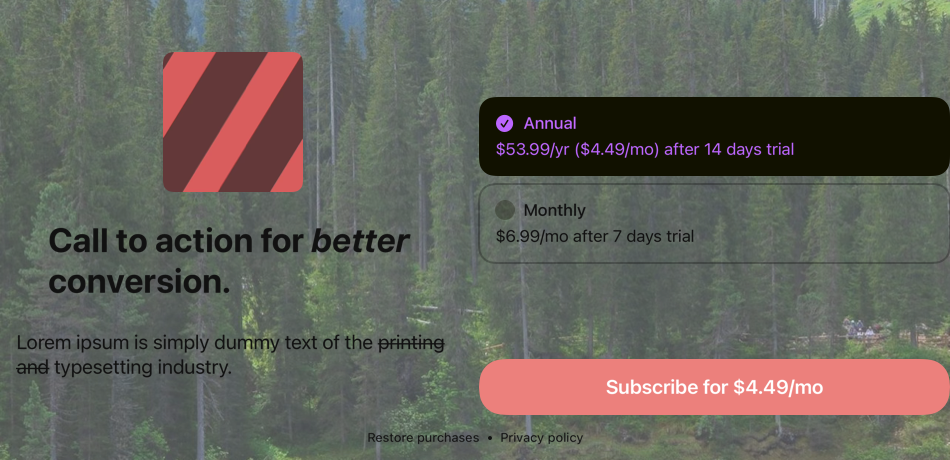 Call to action for better
conversion.
Lorem ipsum is simply dummy text of the printing
and typesetting industry.
Annual
$53.99/yr ($4.49/mo) after 14 days trial
Monthly
$6.99/mo after 7 days trial
Subscribe for $4.49/mo
Restore purchases • Privacy policy